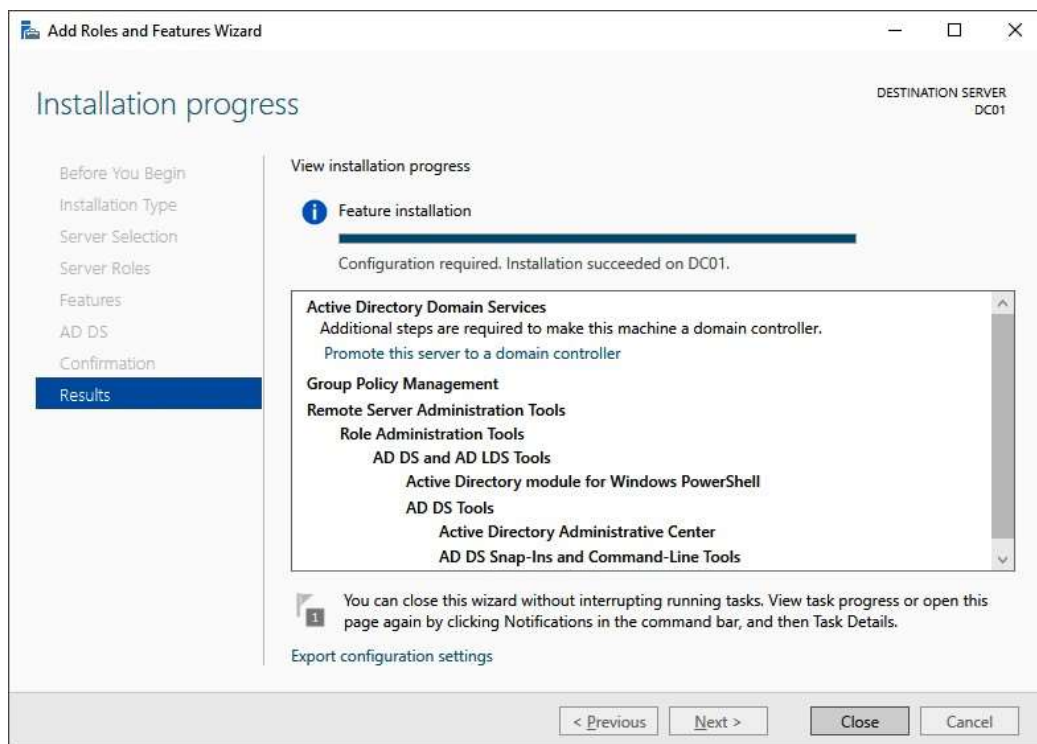 Add Roles and Features Wizard
Installation progress
DESTINATION SERVER
DC01
Before You Begin
Installation Type
Server Selection
Server Roles
Features
AD DS
Confirmation
Results
View installation progress
Feature installation
Configuration required. Installation succeeded on DC01.
Active Directory Domain Services
Additional steps are required to make this machine a domain controller.
Promote this server to a domain controller
Group Policy Management
Remote Server Administration Tools
Role Administration Tools
AD DS and AD LDS Tools
Active Directory module for Windows PowerShell
AD DS Tools
Active Directory Administrative Center
AD DS Snap-Ins and Command-Line Tools
1
You can close this wizard without interrupting running tasks. View task progress or open this
page again by clicking Notifications in the command bar, and then Task Details.
Export configuration settings
< Previous
Next >
Close
Cancel